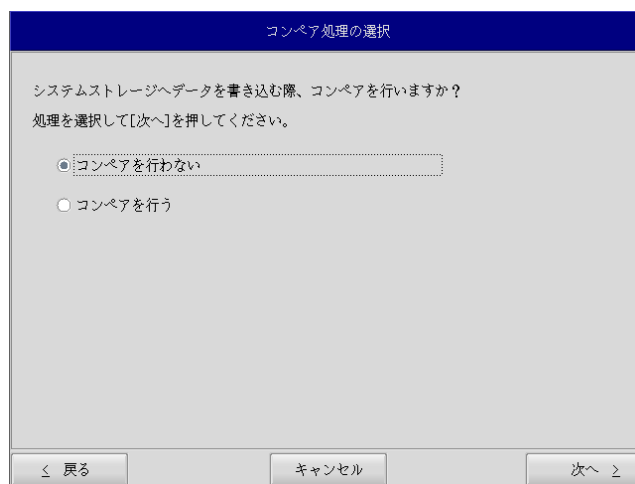 コンペア処理の選択
システムストレージへデータを書き込む際、コンペアを行いますか？
処理を選択して[次へ]を押してください。
コンペアを行わない
コンペアを行う
< 戻る
キャンセル
次へ >